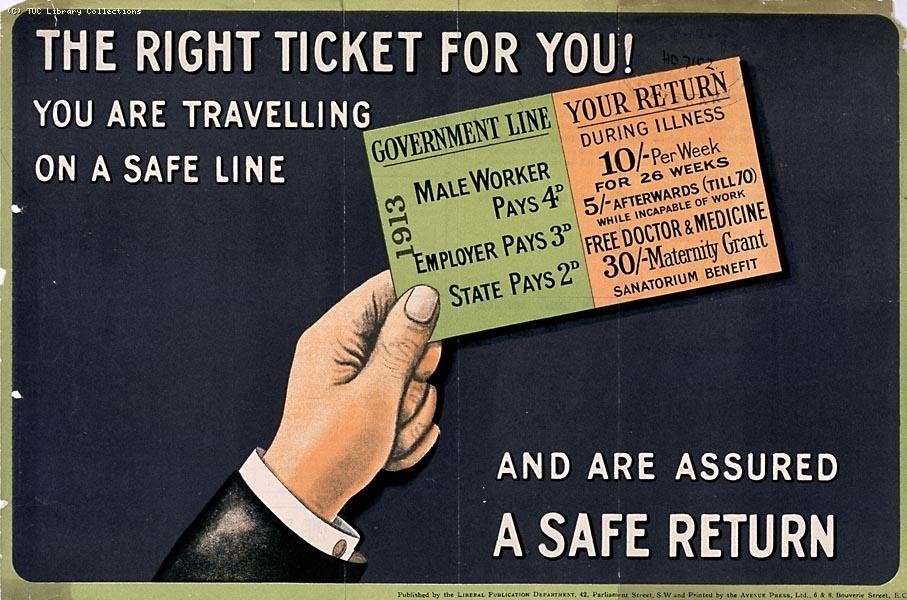 (C) TUC Library Collections
THE RIGHT TICKET FOR YOU!
YOU ARE TRAVELLING
ON A SAFE LINE
GOVERNMENT LINE
1913
MALE WORKER
PAYS 4D
EMPLOYER PAYS 3D
STATE PAYS 2D
YOUR RETURN
DURING ILLNESS
10/- Per Week
FOR 26 WEEKS
5/- AFTERWARDS (TILL 70)
WHILE INCAPABLE OF WORK
FREE DOCTOR & MEDICINE
30/- Maternity Grant
SANATORIUM BENEFIT
AND ARE ASSURED
A SAFE RETURN
Published by the LIBERAL PUBLICATION DEPARTMENT, 42, Parliament Street, S.W and Printed by the AVENUE PRESS, Ltd., 6 & 8, Bouverie Street, E.C